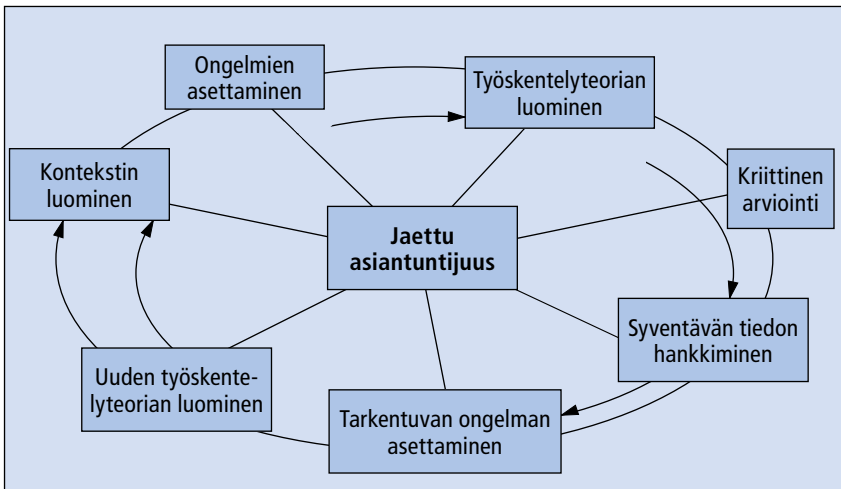 Ongelmien
asettaminen
Työskentelyteorian
luominen
Kriittinen
arviointi
Kontekstin
luominen
Jaettu
asiantuntijuus
Syventävän tiedon
hankkiminen
Uuden työskente-
lyteorian luominen
Tarkentuvan ongelman
asettaminen